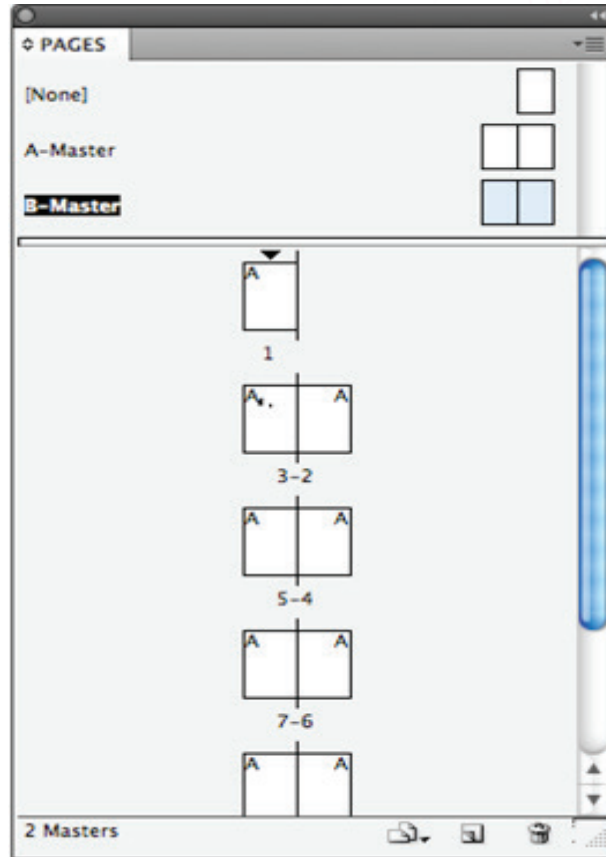 PAGES
[None]
A-Master
B-Master
A
1
A A
3-2
A A
5-4
A A
7-6
A A
2 Masters